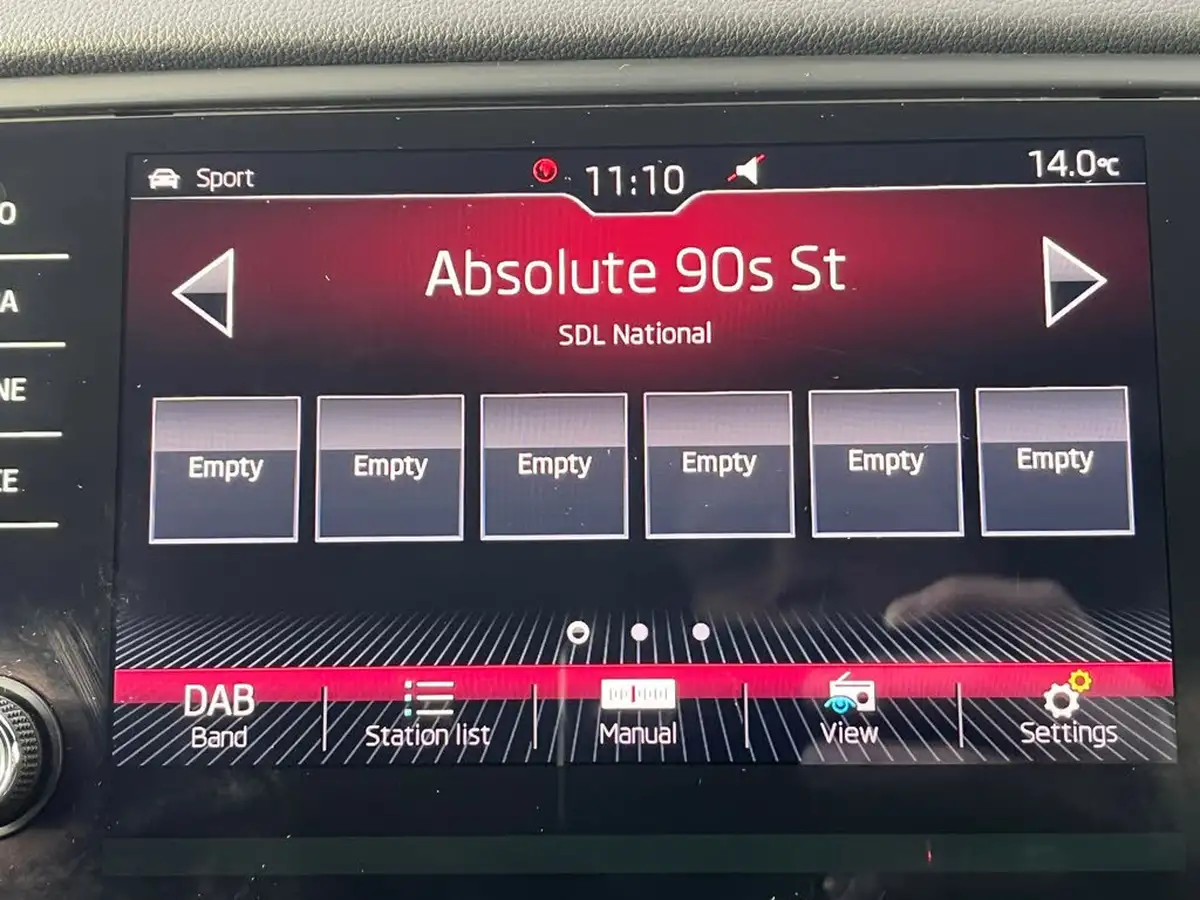 Sport
11:10
14.0°C
Absolute 90s St
SDL National
Empty Empty Empty Empty Empty Empty
DAB
Band
Station list
Manual
View
Settings